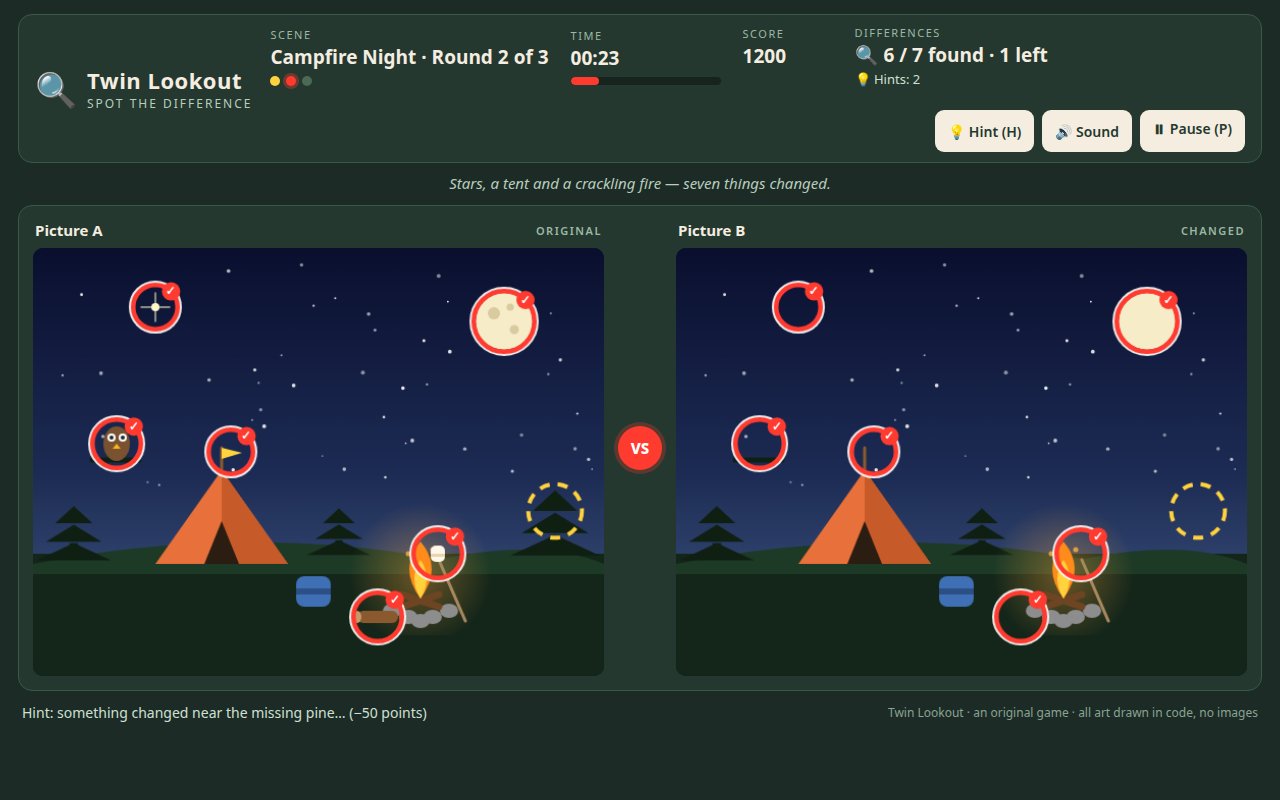 Twin Lookout
SPOT THE DIFFERENCE
SCENE
Campfire Night · Round 2 of 3
TIME
00:23
SCORE
1200
DIFFERENCES
🔍 6 / 7 found · 1 left
💡 Hints: 2
💡 Hint (H)
🔊 Sound
⏸ Pause (P)
Stars, a tent and a crackling fire — seven things changed.
Picture A
ORIGINAL
Picture B
CHANGED
VS
Hint: something changed near the missing pine… (−50 points)
Twin Lookout · an original game · all art drawn in code, no images